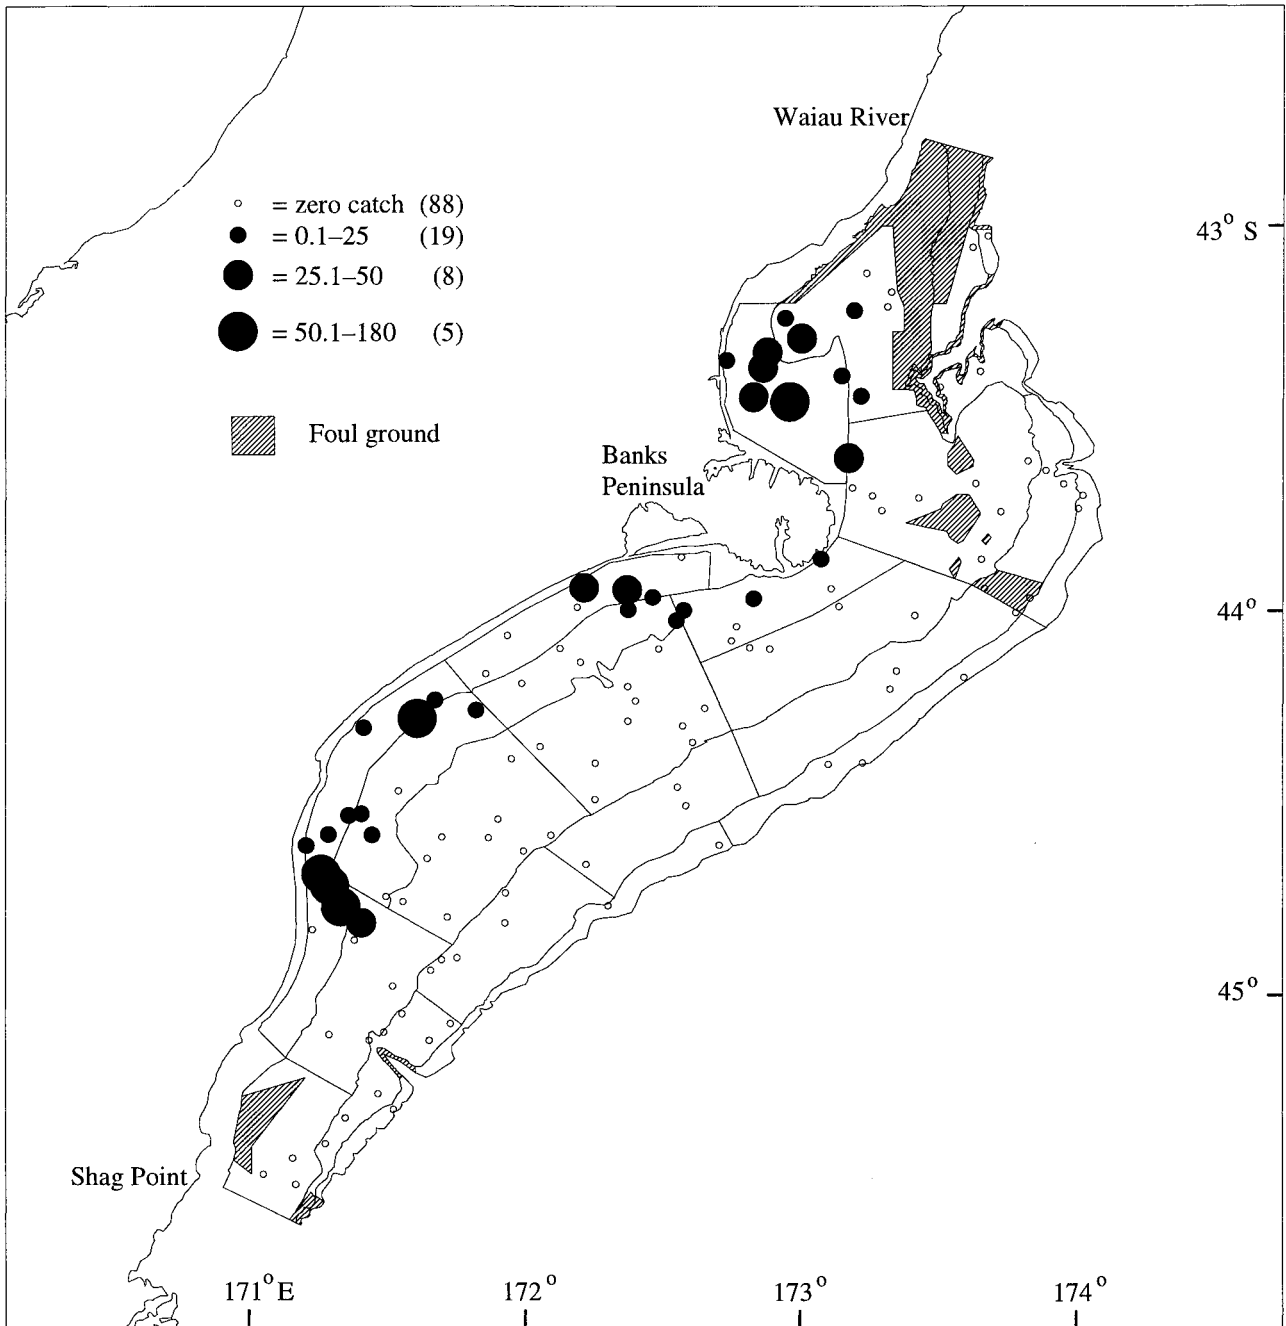 Waiau River
= zero catch (88)
= 0.1–25 (19)
= 25.1–50 (8)
= 50.1–180 (5)
43° S
Foul ground
Banks
Peninsula
44°
45°
Shag Point
171° E 172° 173° 174°